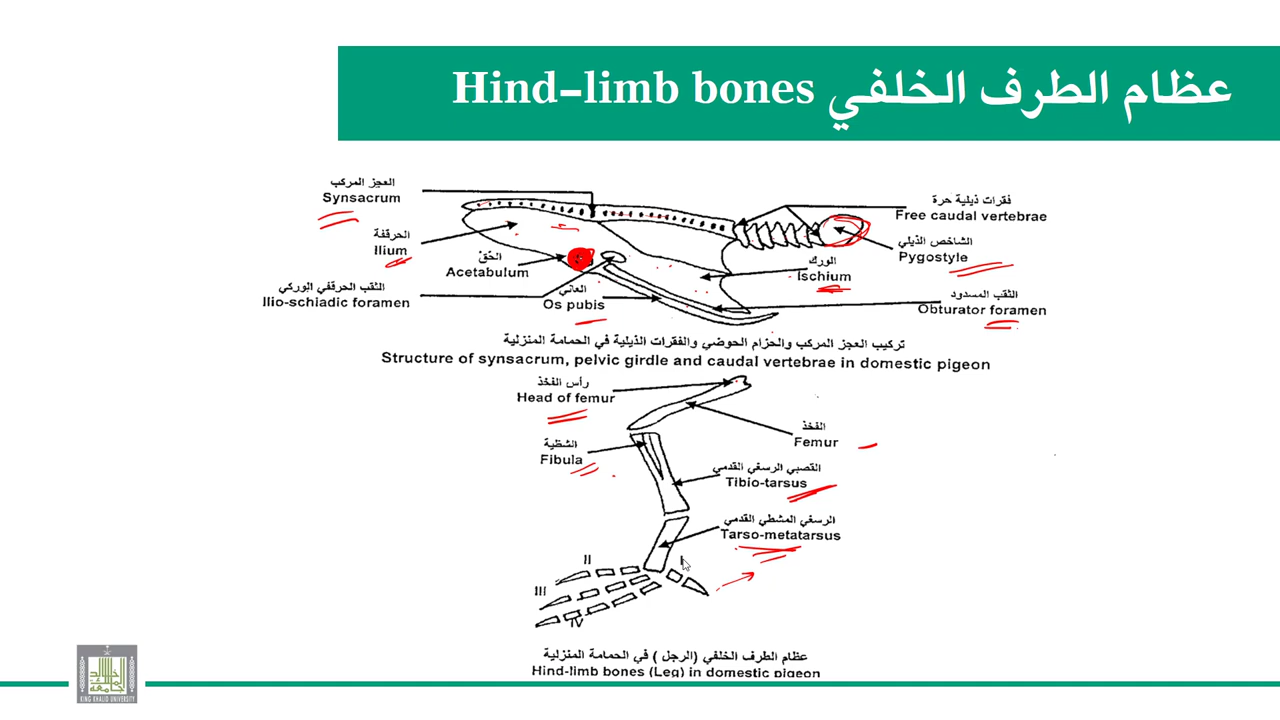 عظام الطرف الخلفي Hind-limb bones
العجز المركب
Synsacrum
الحرقفة
Ilium
الحُقْ
Acetabulum
الثقب الحرقفي الوركي
Ilio-schiadic foramen
العاني
Os pubis
فقرات ذيلية حرة
Free caudal vertebrae
الشاخص الذيلي
Pygostyle
الورك
Ischium
الثقب المسدود
Obturator foramen
تركيب العجز المركب والحزام الحوضي والفقرات الذيلية في الحمامة المنزلية
Structure of synsacrum, pelvic girdle and caudal vertebrae in domestic pigeon
رأس الفخذ
Head of femur
الفخذ
Femur
الشظية
Fibula
القصبي الرسغي القدمي
Tibio-tarsus
الرسغي المشطي القدمي
Tarso-metatarsus
I
II
III
IV
عظام الطرف الخلفي (الرجل) في الحمامة المنزلية
Hind-limb bones (Leg) in domestic pigeon
KING KHALID UNIVERSITY